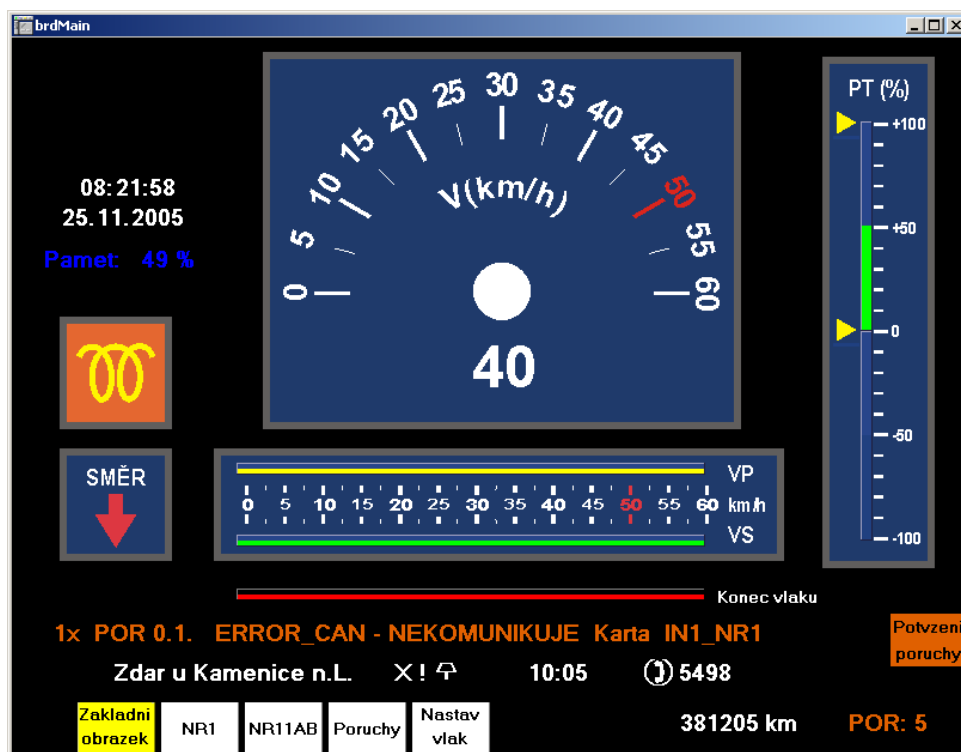 brdMain
08:21:58
25.11.2005
Pamet: 49 %
0 5 10 15 20 25 30 35 40 45 50 55 60
V(km/h)
40
PT (%)
+100
+50
0
-50
-100
SMĚR
VP
0 5 10 15 20 25 30 35 40 45 50 55 60 km/h
VS
Konec vlaku
1x POR 0.1. ERROR_CAN - NEKOMUNIKUJE Karta IN1_NR1
Potvzeni
poruchy
Zdar u Kamenice n.L. X ! 10:05 5498
Zakladni
obrazek
NR1
NR11AB
Poruchy
Nastav
vlak
381205 km
POR: 5